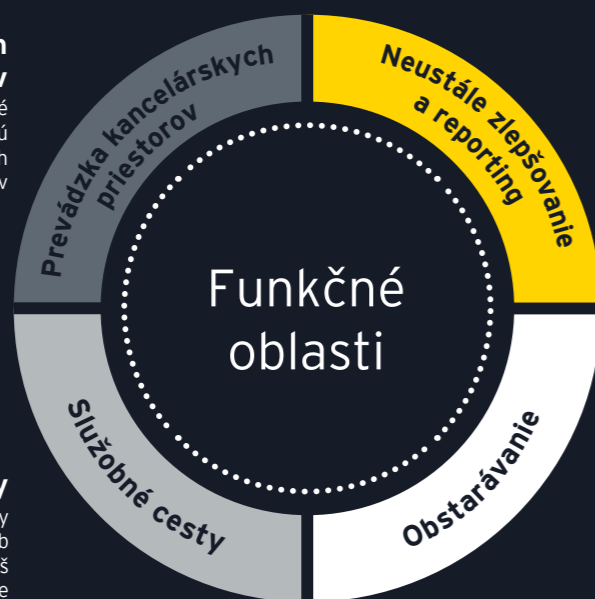 Prevádzka kancelárskych
priestorov
Neustále zlepšovanie
a reporting
Funkčné
oblasti
Služobné cesty
Obstarávanie